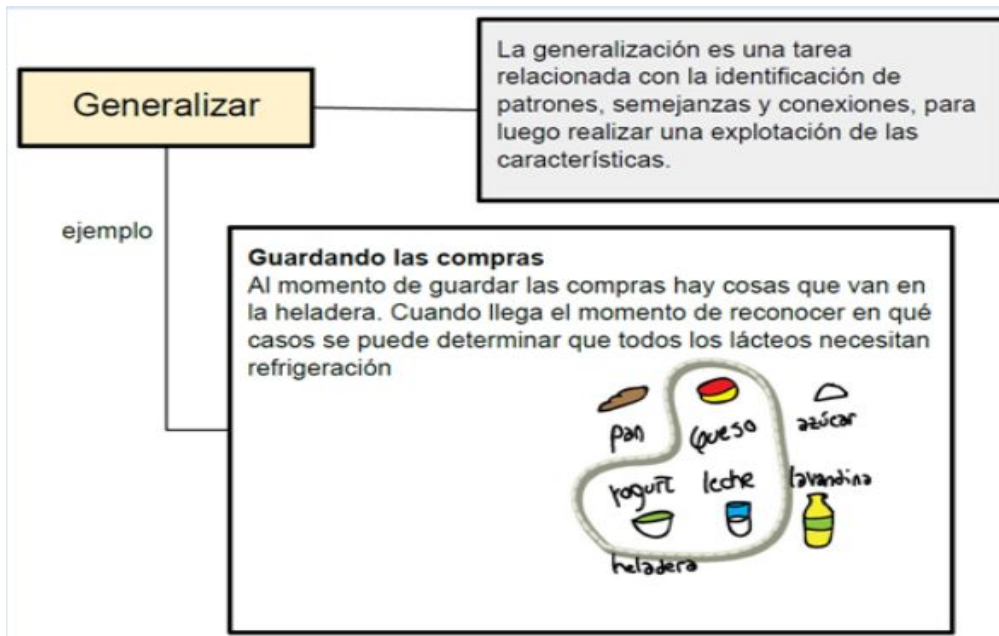 Generalizar
La generalización es una tarea
relacionada con la identificación de
patrones, semejanzas y conexiones, para
luego realizar una explotación de las
características.
ejemplo
Guardando las compras
Al momento de guardar las compras hay cosas que van en
la heladera. Cuando llega el momento de reconocer en qué
casos se puede determinar que todos los lácteos necesitan
refrigeración
pan queso azúcar
yogurt leche lavandina
heladera